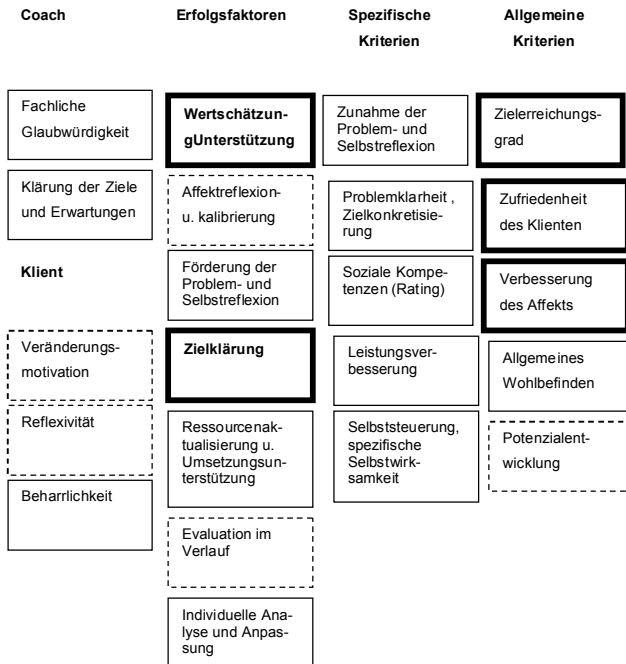 Coach
Fachliche
Glaubwürdigkeit
Klärung der Ziele
und Erwartungen
Klient
Veränderungs-
motivation
Reflexivität
Beharrlichkeit
Erfolgsfaktoren
Wertschätzun-
gUnterstützung
Affektreflexion-
u. kalibrierung
Förderung der
Problem- und
Selbstreflexion
Zielklärung
Ressourcenak-
tualisierung u.
Umsetzungsun-
terstützung
Evaluation im
Verlauf
Individuelle Ana-
lyse und Anpas-
sung
Spezifische
Kriterien
Zunahme der
Problem- und
Selbstreflexion
Problemklarheit ,
Zielkonkretisie-
rung
Soziale Kompe-
tenzen (Rating)
Leistungsver-
besserung
Selbststeuerung,
spezifische
Selbstwirk-
samkeit
Allgemeine
Kriterien
Zielerreichungs-
grad
Zufriedenheit
des Klienten
Verbesserung
des Affekts
Allgemeines
Wohlbefinden
Potenzialent-
wicklung